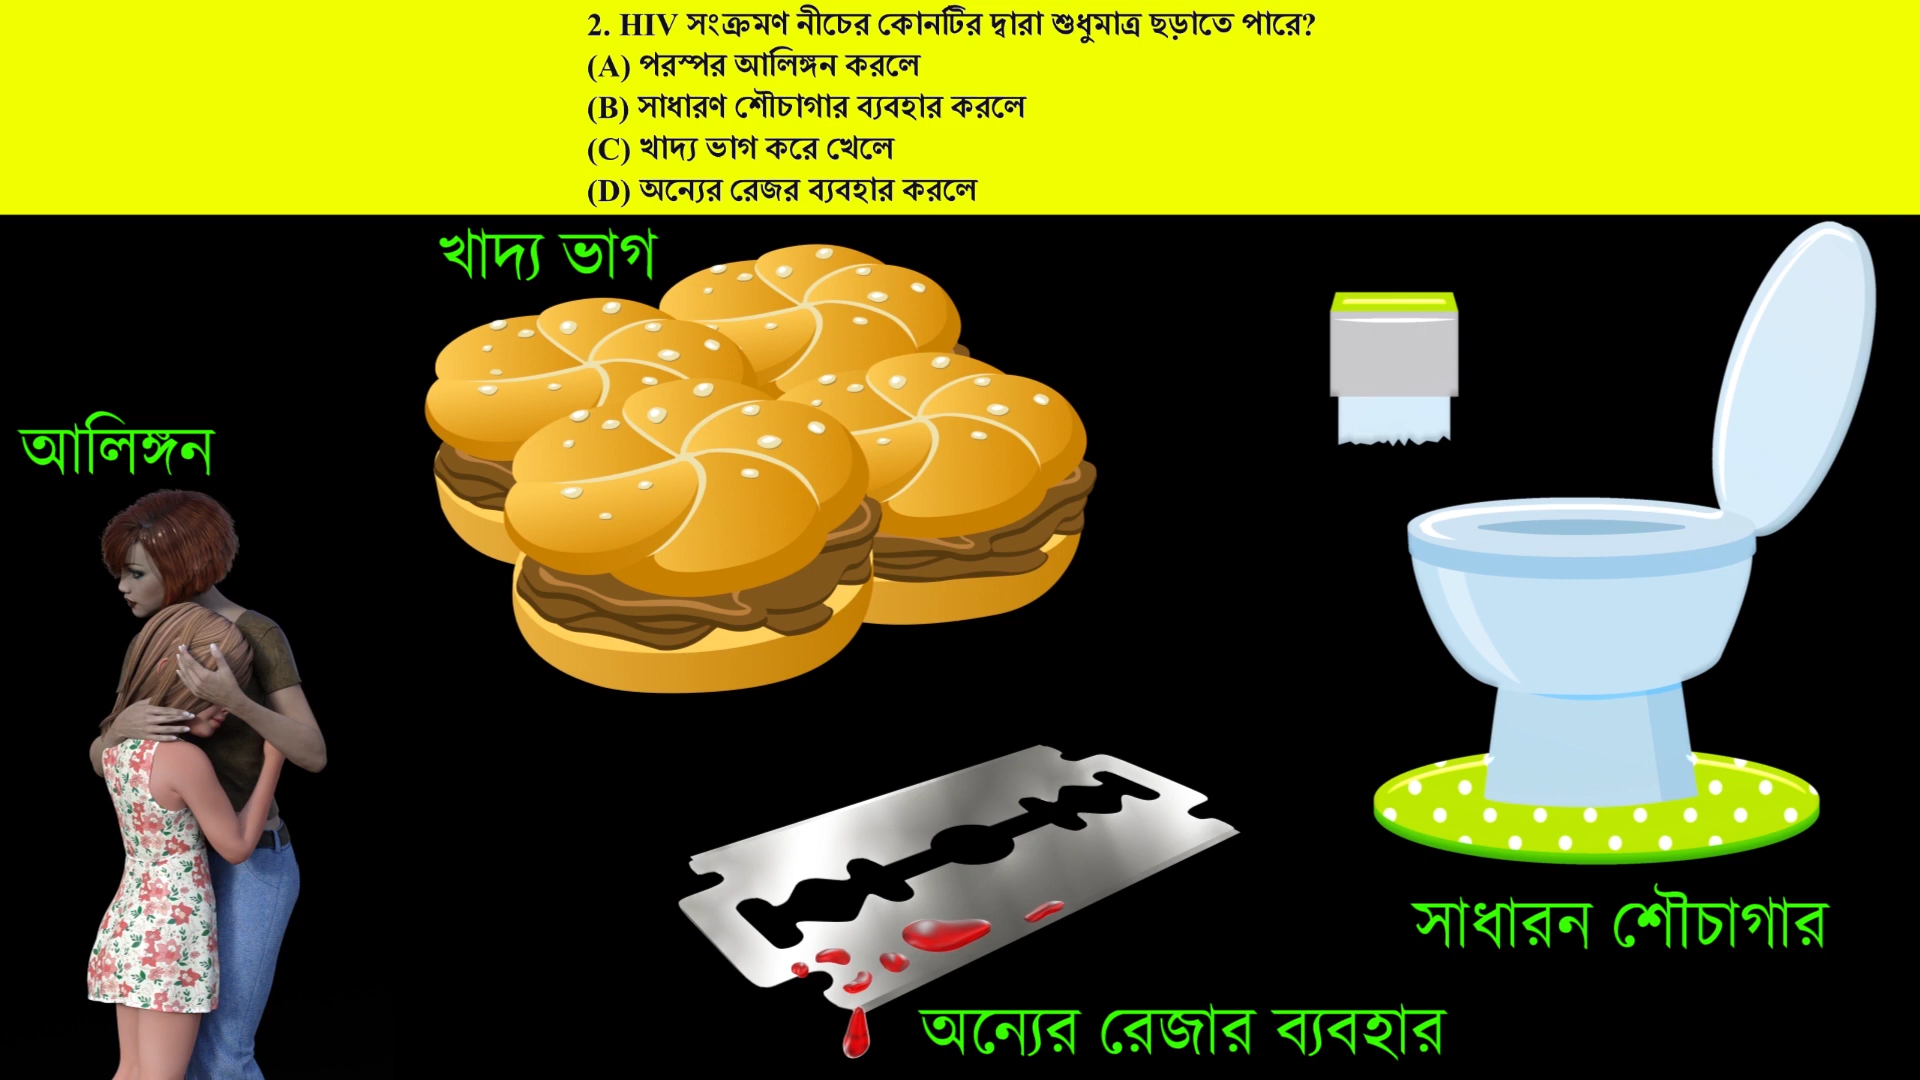 2. HIV সংক্রমণ নীচের কোনটির দ্বারা শুধুমাত্র ছড়াতে পারে?
(A) পরস্পর আলিঙ্গন করলে
(B) সাধারণ শৌচাগার ব্যবহার করলে
(C) খাদ্য ভাগ করে খেলে
(D) অন্যের রেজর ব্যবহার করলে
খাদ্য ভাগ
আলিঙ্গন
সাধারন শৌচাগার
অন্যের রেজার ব্যবহার